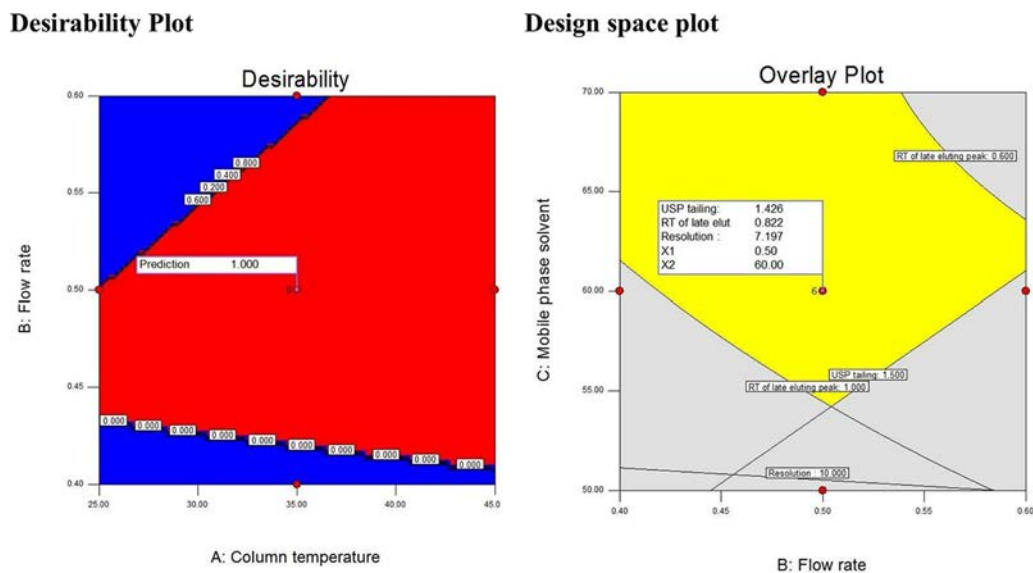 Desirability Plot
Design space plot
Desirability
0.60
0.55
0.50
0.45
0.40
B: Flow rate
0.800
0.400
0.200
0.600
Prediction 1.000
0.000
0.000
0.000
0.000
0.000
0.000
0.000
0.000
0.000
0.000
25.00
30.00
35.00
40.00
45.0
A: Column temperature
Overlay Plot
70.00
65.00
60.00
55.00
50.00
C: Mobile phase solvent
RT of late eluting peak: 0.600
USP tailing: 1.426
RT of late elut 0.822
Resolution : 7.197
X1 0.50
X2 60.00
6
USP tailing: 1.500
RT of late eluting peak: 1.000
Resolution : 10.000
0.40
0.45
0.50
0.55
0.60
B: Flow rate